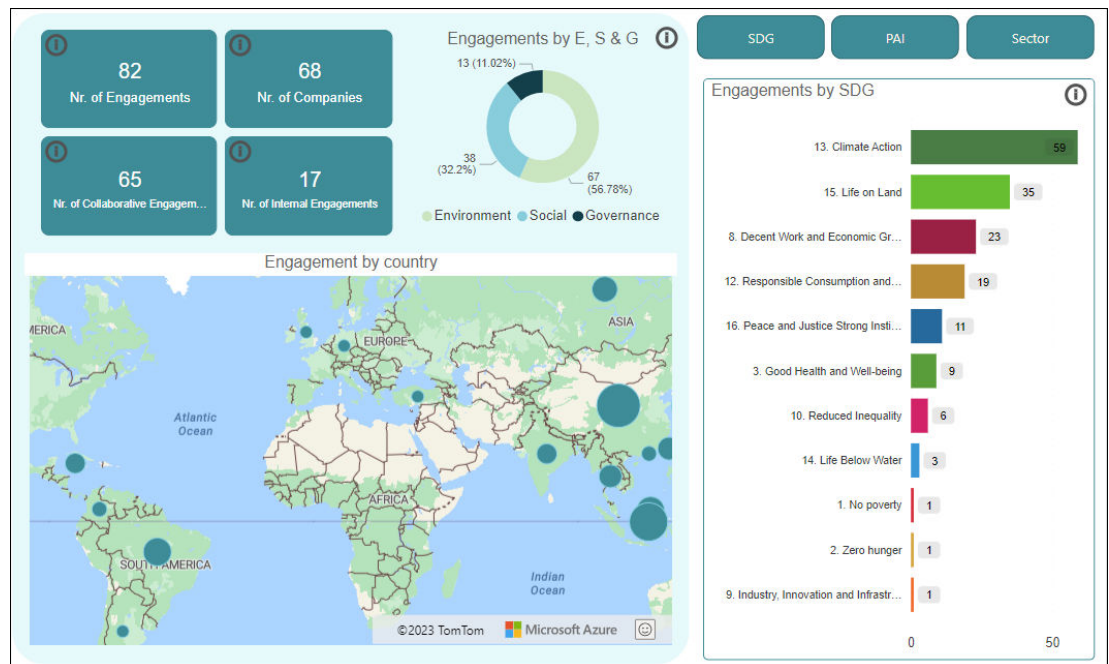 82
Nr. of Engagements
68
Nr. of Companies
65
Nr. of Collaborative Engagem...
17
Nr. of Internal Engagements
Engagements by E, S & G
13 (11.02%)
38
(32.2%)
67
(56.78%)
Environment Social Governance
Engagement by country
MERICA
EUROPE
ASIA
Atlantic
Ocean
AFRICA
SOUTH AMERICA
Indian
Ocean
©2023 TomTom Microsoft Azure
SDG
PAI
Sector
Engagements by SDG
13. Climate Action 59
15. Life on Land 35
8. Decent Work and Economic Gr... 23
12. Responsible Consumption and... 19
16. Peace and Justice Strong Insti... 11
3. Good Health and Well-being 9
10. Reduced Inequality 6
14. Life Below Water 3
1. No poverty 1
2. Zero hunger 1
9. Industry, Innovation and Infrastr... 1
0 50